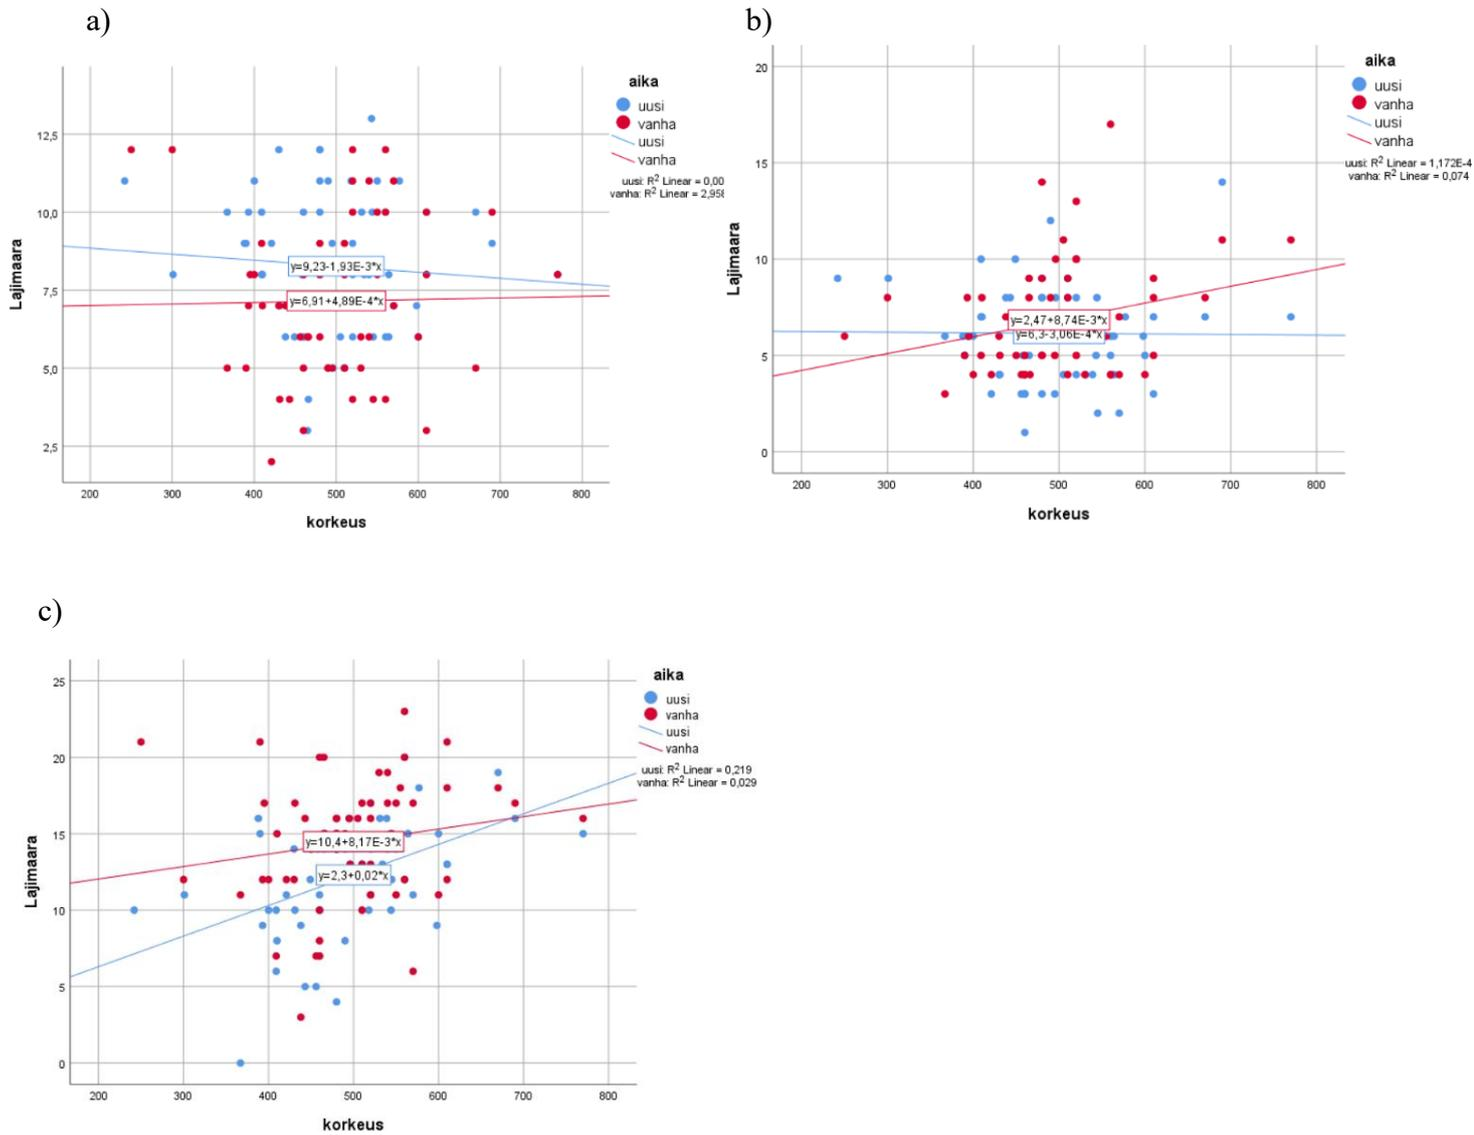 a)
aika
uusi
vanha
uusi
vanha
uusi: R2 Linear = 0,00
vanha: R2 Linear = 2,958
12,5
10,0
7,5
5,0
2,5
Lajimaara
y=9,23-1,93E-3*x
y=6,91+4,89E-4*x
200 300 400 500 600 700 800
korkeus
b)
aika
uusi
vanha
uusi
vanha
uusi: R2 Linear = 1,172E-4
vanha: R2 Linear = 0,074
20
15
10
5
0
Lajimaara
y=2,47+8,74E-3*x
y=6,3-3,06E-4*x
200 300 400 500 600 700 800
korkeus
c)
aika
uusi
vanha
uusi
vanha
uusi: R2 Linear = 0,219
vanha: R2 Linear = 0,029
25
20
15
10
5
0
Lajimaara
y=10,4+8,17E-3*x
y=2,3+0,02*x
200 300 400 500 600 700 800
korkeus